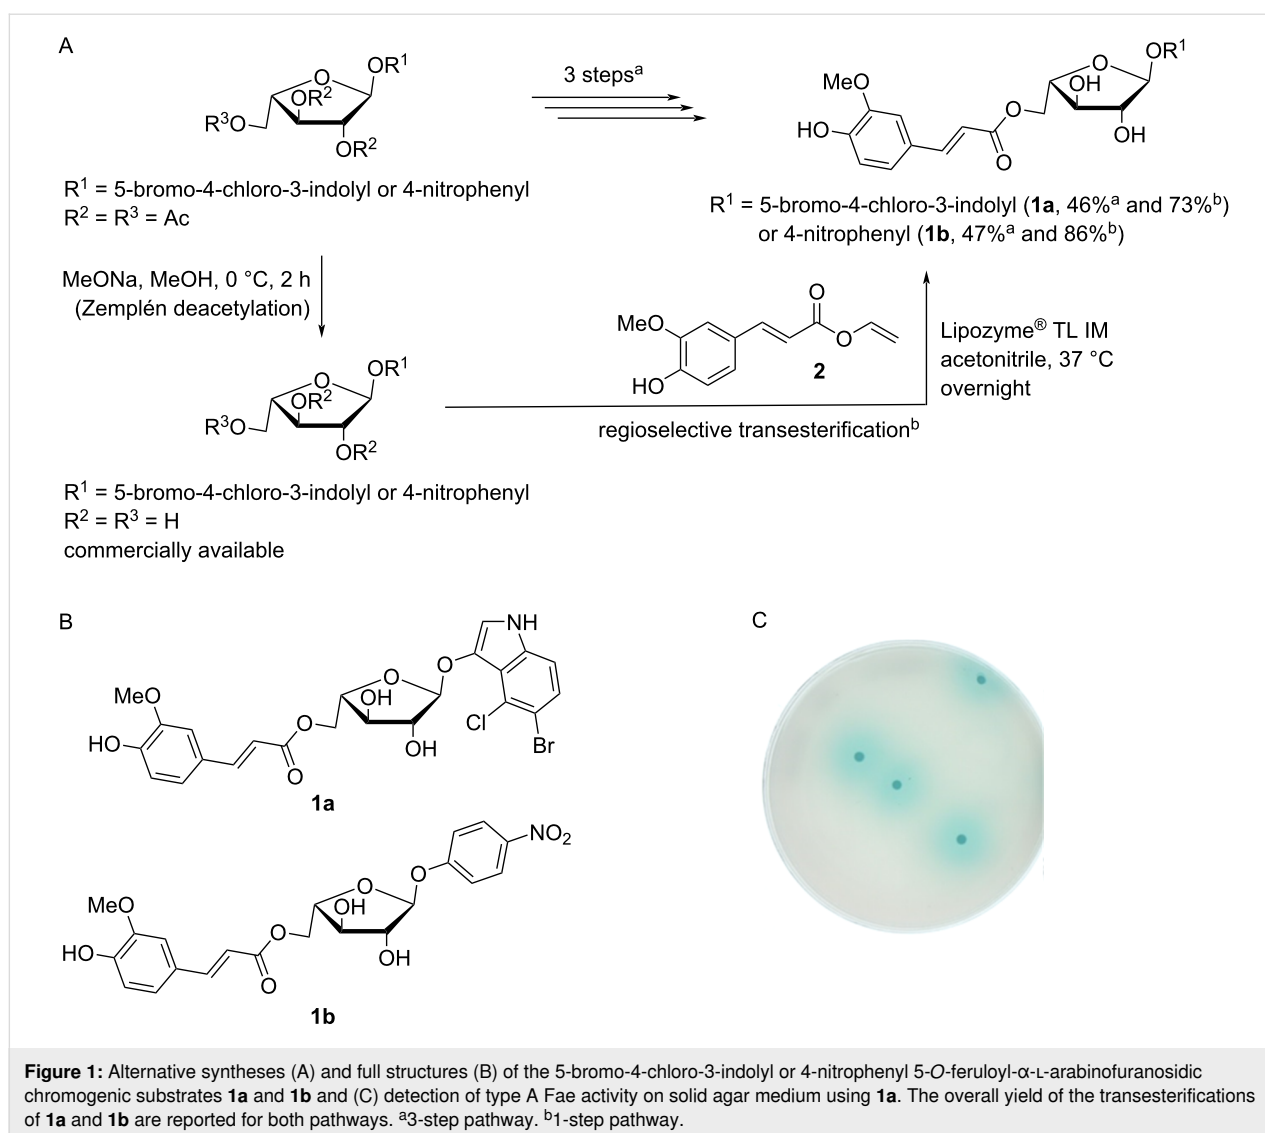 A
OR1
O
OR2
R3O
OR2
R1 = 5-bromo-4-chloro-3-indolyl or 4-nitrophenyl
R2 = R3 = Ac
3 stepsa
MeO
HO
O
O
O
OH
OR1
OH
R1 = 5-bromo-4-chloro-3-indolyl (1a, 46%a and 73%b)
or 4-nitrophenyl (1b, 47%a and 86%b)
MeONa, MeOH, 0 °C, 2 h
(Zemplén deacetylation)
OR1
O
OR2
R3O
OR2
R1 = 5-bromo-4-chloro-3-indolyl or 4-nitrophenyl
R2 = R3 = H
commercially available
O
MeO
O
HO
2
regioselective transesterificationb
Lipozyme® TL IM
acetonitrile, 37 °C
overnight
B
NH
O
O
OH
MeO
HO
O
O
OH
Cl
Br
1a
NO2
O
O
OH
MeO
HO
O
O
OH
1b
C
Figure 1: Alternative syntheses (A) and full structures (B) of the 5-bromo-4-chloro-3-indolyl or 4-nitrophenyl 5-O-feruloyl-α-ʟ-arabinofuranosidic
chromogenic substrates 1a and 1b and (C) detection of type A Fae activity on solid agar medium using 1a. The overall yield of the transesterifications
of 1a and 1b are reported for both pathways. a3-step pathway. b1-step pathway.